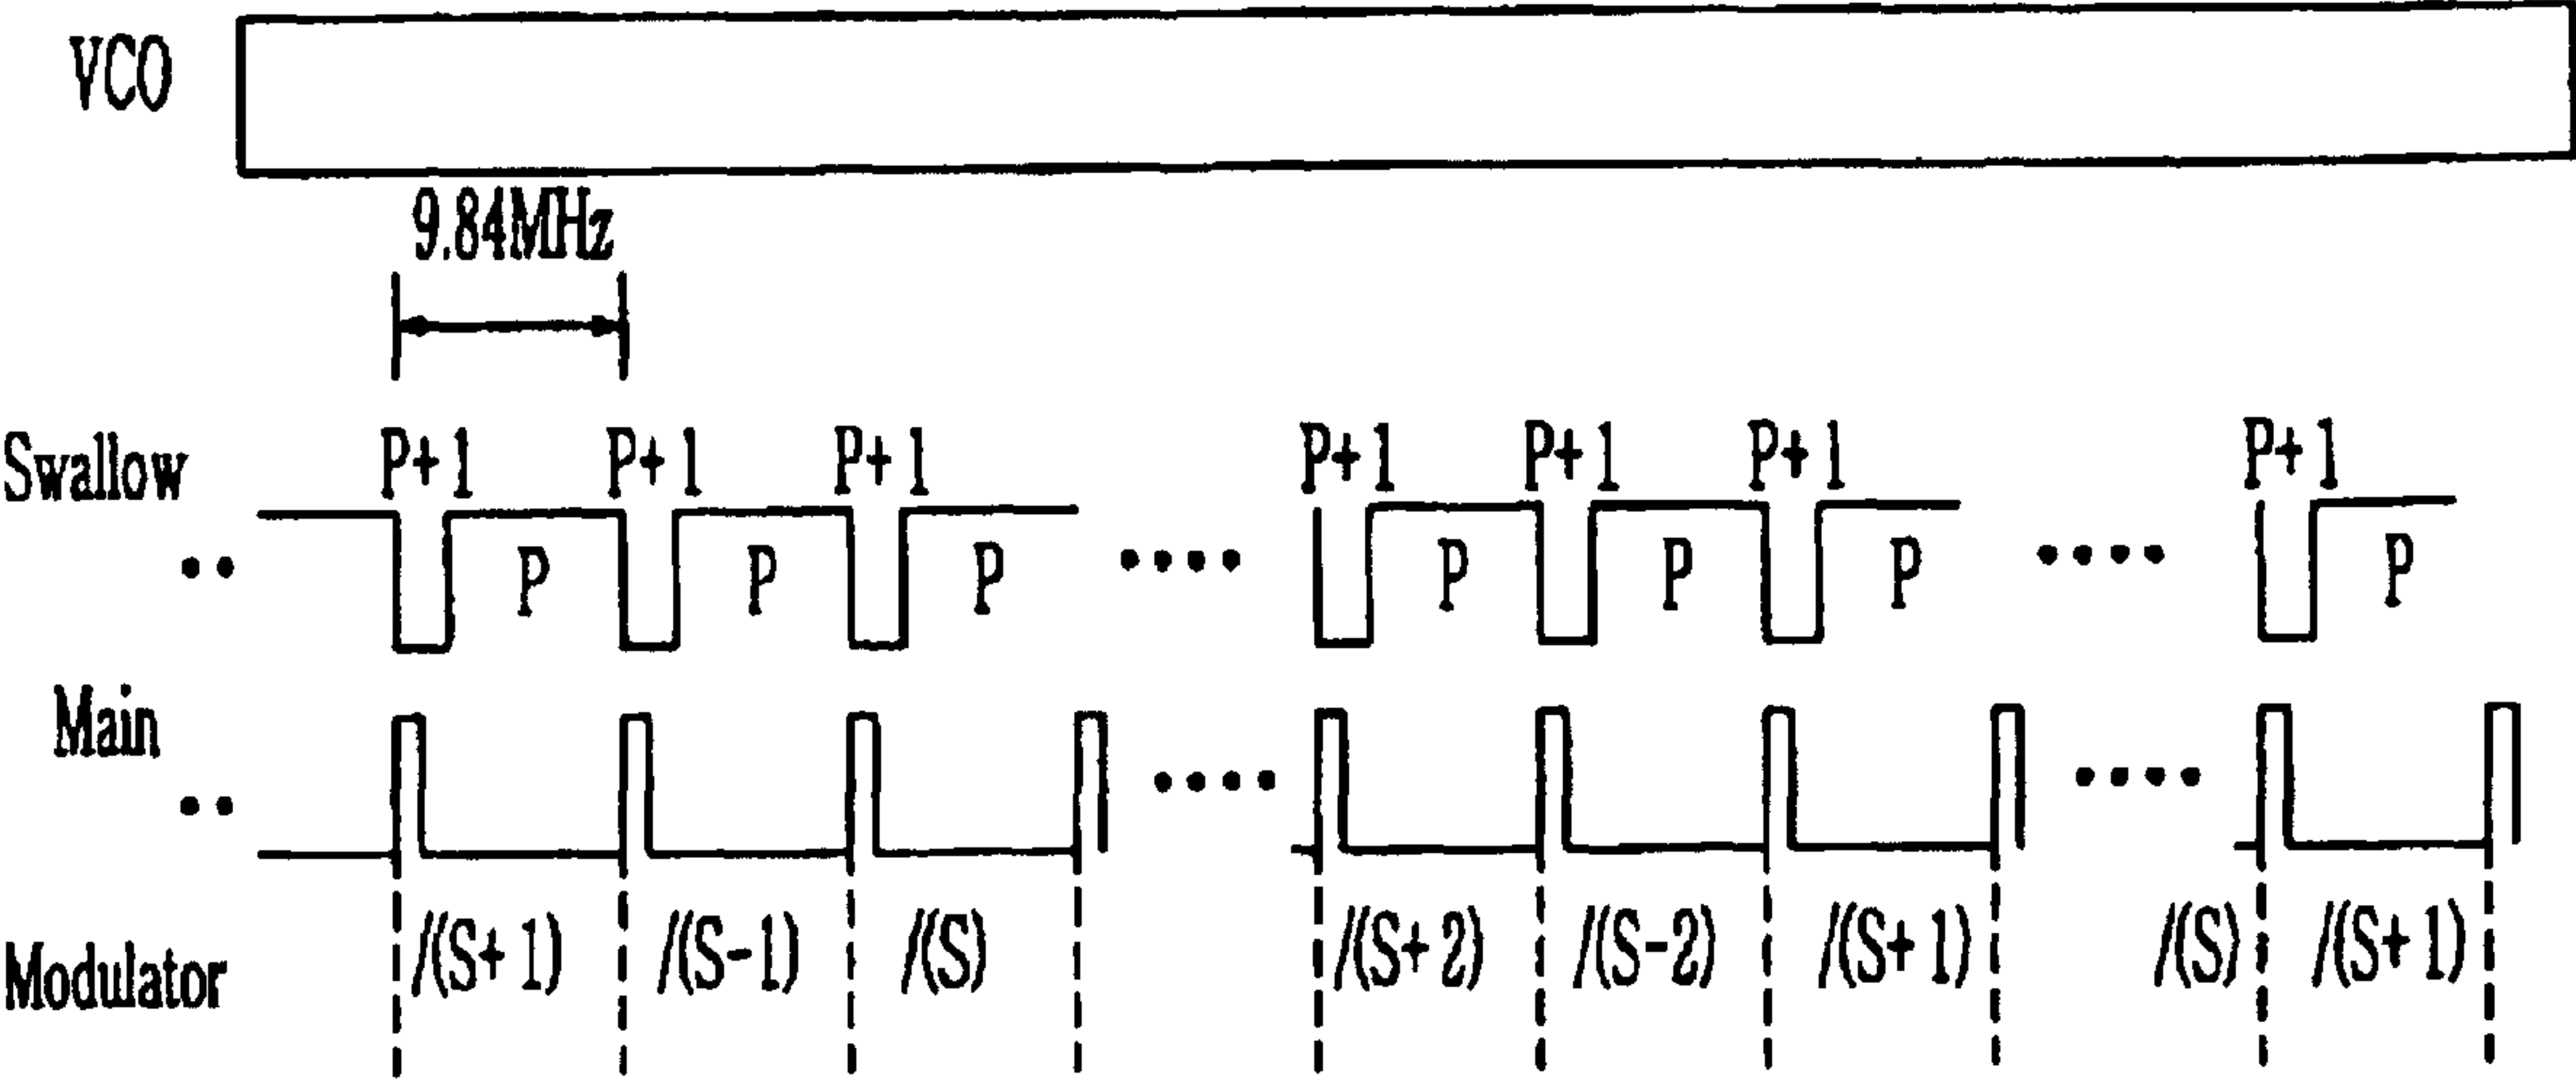 VCO
9.84MHz
Swallow P+1 P+1 P+1 P+1 P+1 P+1 P+1
P P P P P P P
Main
Modulator /(S+1) /(S-1) /(S) /(S+2) /(S-2) /(S+1) /(S) /(S+1)